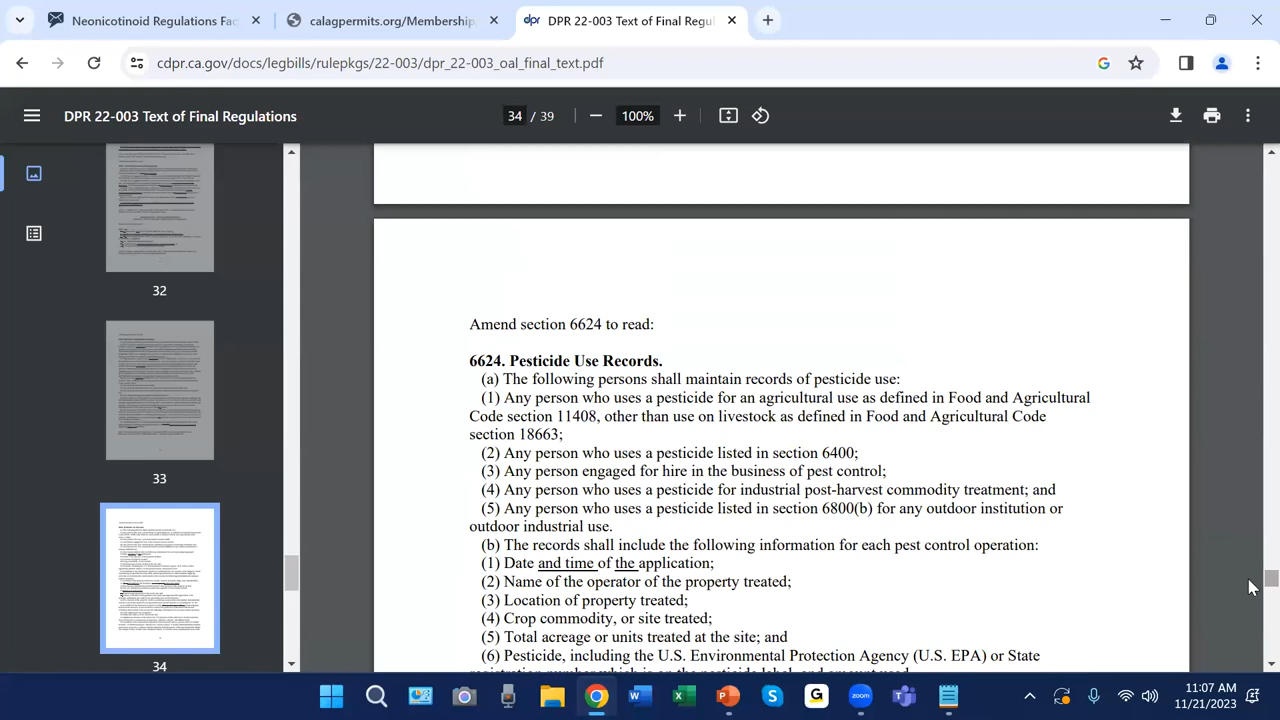 Neonicotinoid Regulations Fac
calagpermits.org/Membership
DPR 22-003 Text of Final Regul
cdpr.ca.gov/docs/legbills/rulepkgs/22-003/dpr_22-003_oal_final_text.pdf
DPR 22-003 Text of Final Regulations
34 / 39
100%
32
33
34
Amend section 6624 to read:
6624. Pesticide Use Records.
(a) The following persons shall maintain records of pesticide use:
(1) Any person who uses a pesticide for an agricultural use as defined in Food and Agricultural
Code section 11408, other than use on livestock as defined in Food and Agricultural Code
section 18663;
(2) Any person who uses a pesticide listed in section 6400;
(3) Any person engaged for hire in the business of pest control;
(4) Any person who uses a pesticide for industrial post-harvest commodity treatment; and
(5) Any person who uses a pesticide listed in section 6800(b) for any outdoor institution or
outdoor industrial use.
(b) The record shall include the following information for each pest control operation:
(1) Date and time of the application;
(2) Name of the operator of the property treated;
(3) Location of property treated;
(4) Crop commodity, or site treated;
(5) Total acreage or units treated at the site; and
(6) Pesticide, including the U.S. Environmental Protection Agency (U.S. EPA) or State
11:07 AM
11/21/2023